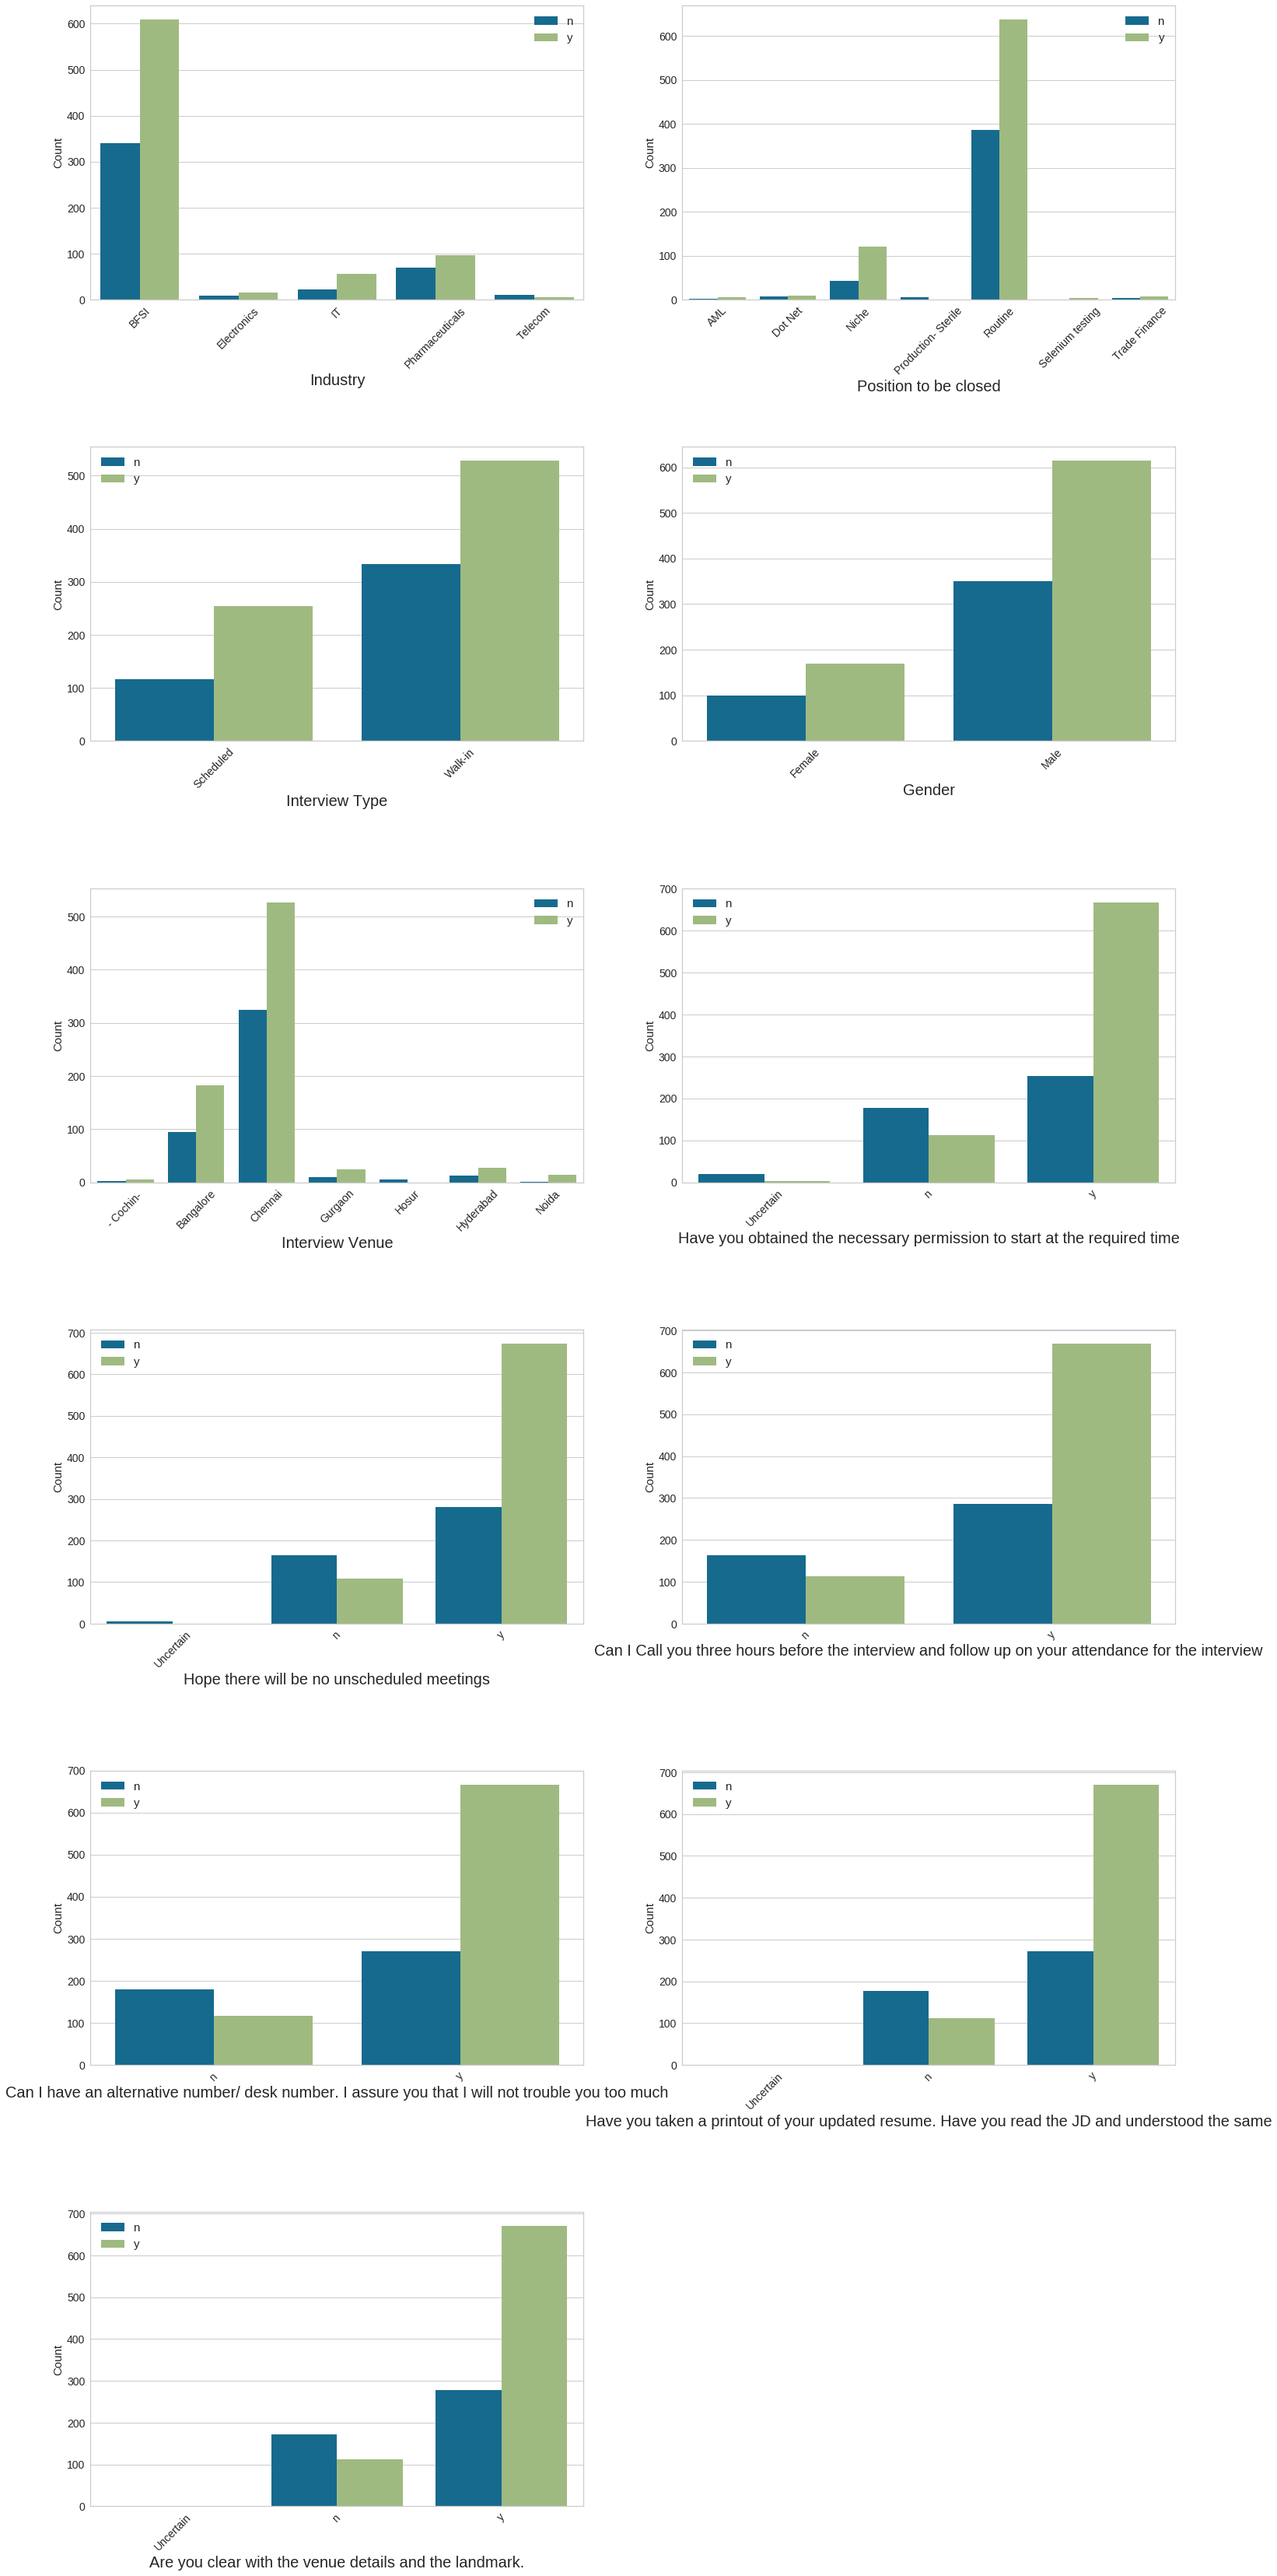 600
500
400
300
200
100
0
Count
n
y
BFSI
Electronics
IT
Pharmaceuticals
Telecom
Industry
600
500
400
300
200
100
0
Count
n
y
AML
Dot Net
Niche
Production- Sterile
Routine
Selenium testing
Trade Finance
Position to be closed
500
400
300
200
100
0
Count
n
y
Scheduled
Walk-in
Interview Type
600
500
400
300
200
100
0
Count
n
y
Female
Male
Gender
500
400
300
200
100
0
Count
n
y
- Cochin-
Bangalore
Chennai
Gurgaon
Hosur
Hyderabad
Noida
Interview Venue
700
600
500
400
300
200
100
0
Count
n
y
Uncertain
n
y
Have you obtained the necessary permission to start at the required time
700
600
500
400
300
200
100
0
Count
n
y
Uncertain
n
y
Hope there will be no unscheduled meetings
700
600
500
400
300
200
100
0
Count
n
y
n
y
Can I Call you three hours before the interview and follow up on your attendance for the interview
700
600
500
400
300
200
100
0
Count
n
y
n
y
Can I have an alternative number/ desk number. I assure you that I will not trouble you too much
700
600
500
400
300
200
100
0
Count
n
y
Uncertain
n
y
Have you taken a printout of your updated resume. Have you read the JD and understood the same
700
600
500
400
300
200
100
0
Count
n
y
Uncertain
n
y
Are you clear with the venue details and the landmark.